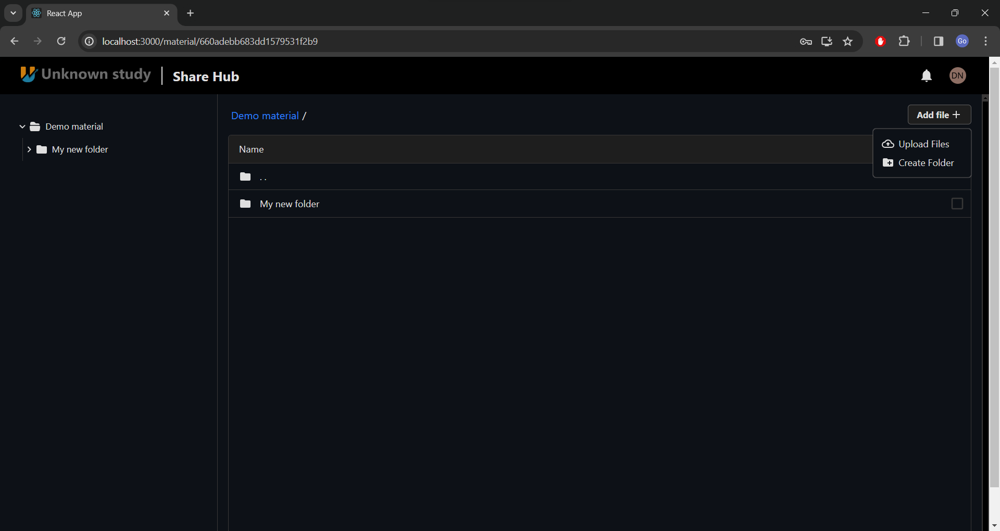 React App
localhost:3000/material/660adebb683dd1579531f2b9
Go
Unknown study | Share Hub
DN
Demo material
My new folder
Demo material /
Add file +
Upload Files
Create Folder
Name
..
My new folder